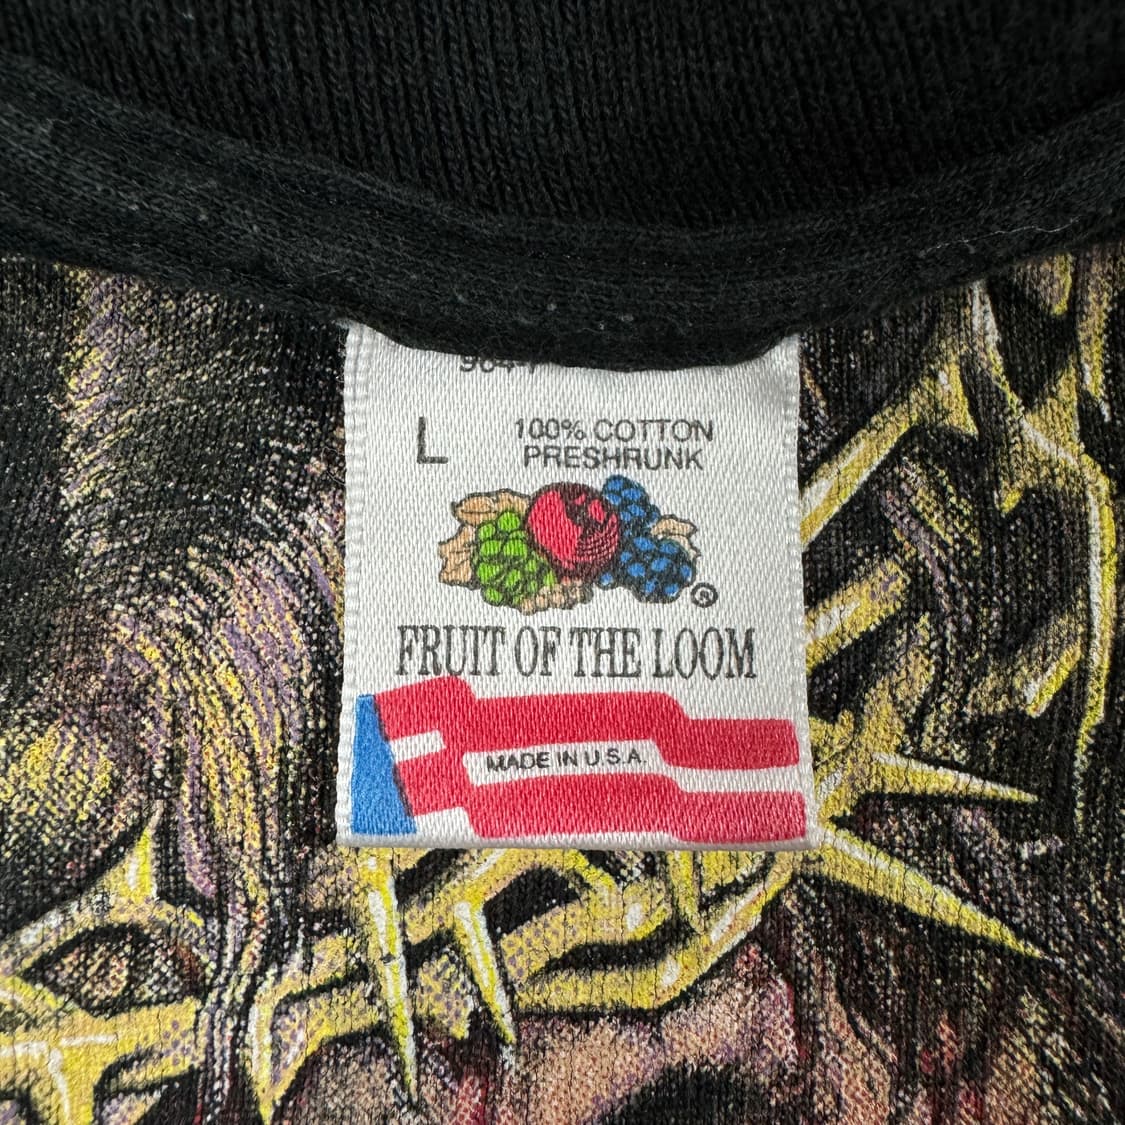 L
100% COTTON
PRESHRUNK
®
FRUIT OF THE LOOM
MADE IN U.S.A.